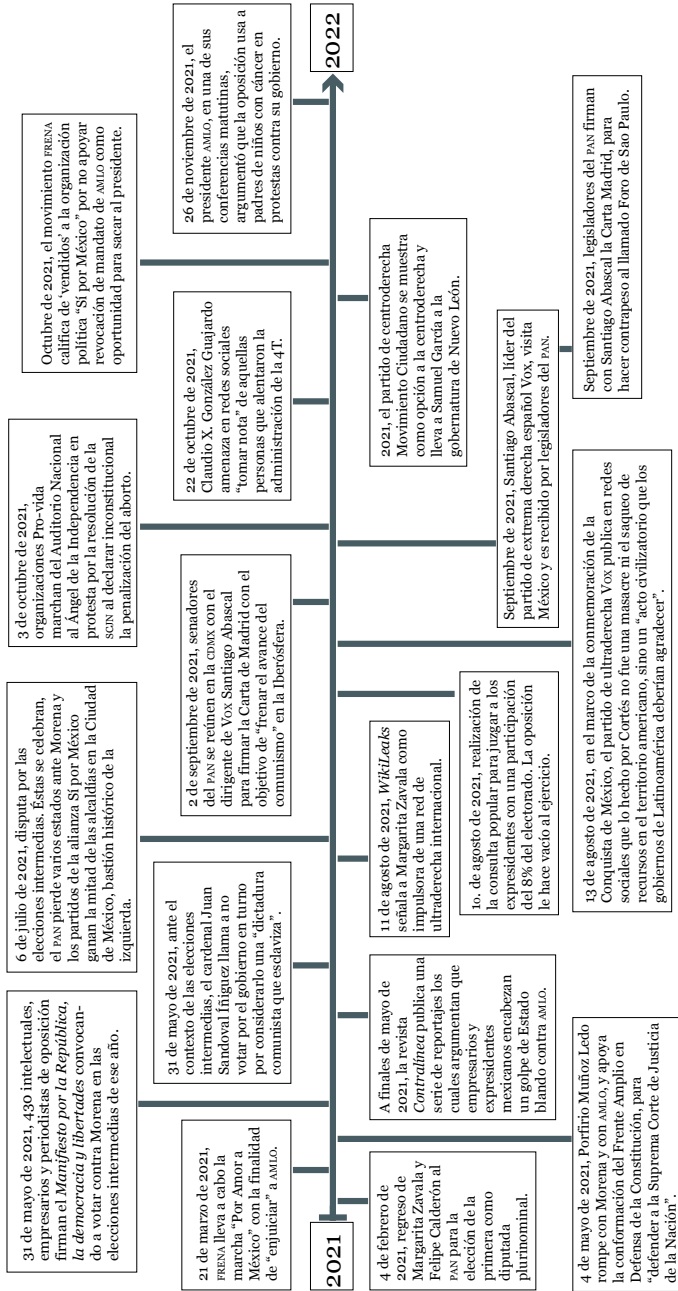 31 de mayo de 2021, 430 intelectuales,
empresarios y periodistas de oposición
firman el Manifiesto por la República,
la democracia y libertades convocan-
do a votar contra Morena en las
elecciones intermedias de ese año.
6 de julio de 2021, disputa por las
elecciones intermedias. Éstas se celebran,
el PAN pierde varios estados ante Morena y
los partidos de la alianza Sí por México
ganan la mitad de las alcaldías en la Ciudad
de México, bastión histórico de la
izquierda.
3 de octubre de 2021,
organizaciones Pro-vida
marchan del Auditorio Nacional
al Ángel de la Independencia en
protesta por la resolución de la
SCJN al declarar inconstitucional
la penalización del aborto.
Octubre de 2021, el movimiento FRENA
califica de ‘vendidos’ a la organización
política “Sí por México” por no apoyar
revocación de mandato de AMLO como
oportunidad para sacar al presidente.
21 de marzo de 2021,
FRENA lleva a cabo la
marcha “Por Amor a
México” con la finalidad
de “enjuiciar” a AMLO.
31 de mayo de 2021, ante el
contexto de las elecciones
intermedias, el cardenal Juan
Sandoval Íñiguez llama a no
votar por el gobierno en turno
por considerarlo una “dictadura
comunista que esclaviza”.
2 de septiembre de 2021, senadores
del PAN se reúnen en la CDMX con el
dirigente de Vox Santiago Abascal
para firmar la Carta de Madrid con el
objetivo de “frenar el avance del
comunismo” en la Iberósfera.
22 de octubre de 2021,
Claudio X. González Guajardo
amenaza en redes sociales
“tomar nota” de aquellas
personas que alentaron la
administración de la 4T.
26 de noviembre de 2021, el
presidente AMLO, en una de sus
conferencias matutinas,
argumentó que la oposición usa a
padres de niños con cáncer en
protestas contra su gobierno.
2021
2022
4 de febrero de
2021, regreso de
Margarita Zavala y
Felipe Calderón al
PAN para la
elección de la
primera como
diputada
plurinominal.
A finales de mayo de
2021, la revista
Contralínea publica una
serie de reportajes los
cuales argumentan que
empresarios y
expresidentes
mexicanos encabezan
un golpe de Estado
blando contra AMLO.
11 de agosto de 2021, WikiLeaks
señala a Margarita Zavala como
impulsora de una red de
ultraderecha internacional.
2021, el partido de centroderecha
Movimiento Ciudadano se muestra
como opción a la centroderecha y
lleva a Samuel García a la
gobernatura de Nuevo León.
1o. de agosto de 2021, realización de
la consulta popular para juzgar a los
expresidentes con una participación
del 8% del electorado. La oposición
le hace vacío al ejercicio.
Septiembre de 2021, Santiago Abascal, líder del
partido de extrema derecha español Vox, visita
México y es recibido por legisladores del PAN.
4 de mayo de 2021, Porfirio Muñoz Ledo
rompe con Morena y con AMLO, y apoya
la conformación del Frente Amplio en
Defensa de la Constitución, para
“defender a la Suprema Corte de Justicia
de la Nación”.
13 de agosto de 2021, en el marco de la conmemoración de la
Conquista de México, el partido de ultraderecha Vox publica en redes
sociales que lo hecho por Cortés no fue una masacre ni el saqueo de
recursos en el territorio americano, sino un “acto civilizatorio que los
gobiernos de Latinoamérica deberían agradecer”.
Septiembre de 2021, legisladores del PAN firman
con Santiago Abascal la Carta Madrid, para
hacer contrapeso al llamado Foro de Sao Paulo.